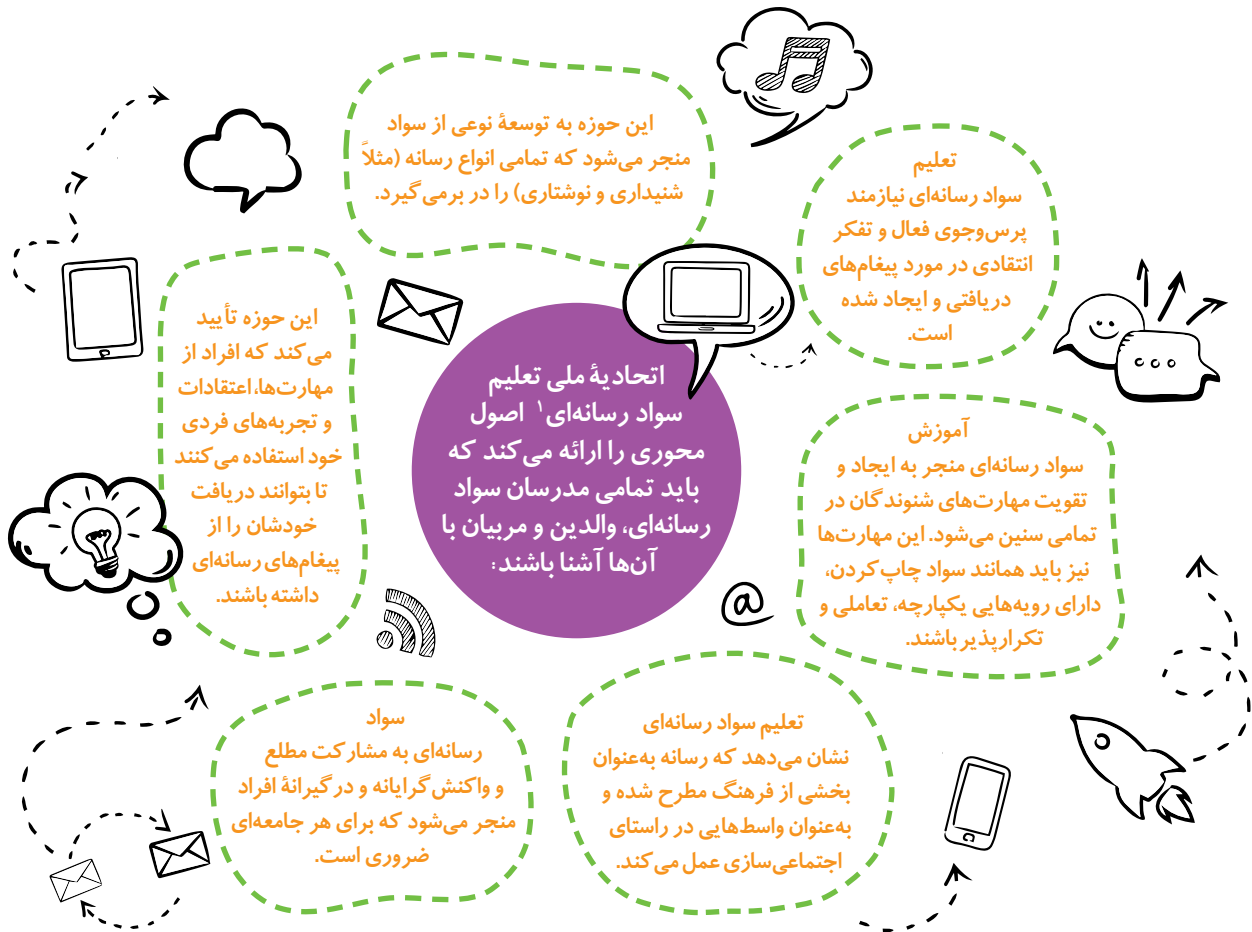 اتحادیهٔ ملی تعلیم
سواد رسانه‌ای۱ اصول
محوری را ارائه می‌کند که
باید تمامی مدرسان سواد
رسانه‌ای، والدین و مربیان با
آن‌ها آشنا باشند:
تعلیم
سواد رسانه‌ای نیازمند
پرس‌وجوی فعال و تفکر
انتقادی در مورد پیغام‌های
دریافتی و ایجاد شده
است.
این حوزه به توسعهٔ نوعی از سواد
منجر می‌شود که تمامی انواع رسانه (مثلاً
شنیداری و نوشتاری) را در برمی‌گیرد.
آموزش
سواد رسانه‌ای منجر به ایجاد و
تقویت مهارت‌های شنوندگان در
تمامی سنین می‌شود. این مهارت‌ها
نیز باید همانند سواد چاپ کردن،
دارای رویه‌هایی یکپارچه، تعاملی و
تکرارپذیر باشند.
تعلیم سواد رسانه‌ای
نشان می‌دهد که رسانه به‌عنوان
بخشی از فرهنگ مطرح شده و
به‌عنوان واسط‌هایی در راستای
اجتماعی‌سازی عمل می‌کند.
سواد
رسانه‌ای به مشارکت مطلع
و واکنش‌گرایانه و درگیرانهٔ افراد
منجر می‌شود که برای هر جامعه‌ای
ضروری است.
این حوزه تأیید
می‌کند که افراد از
مهارت‌ها،اعتقادات
و تجربه‌های فردی
خود استفاده می‌کنند
تا بتوانند دریافت
خودشان را از
پیغام‌های رسانه‌ای
داشته باشند.
@